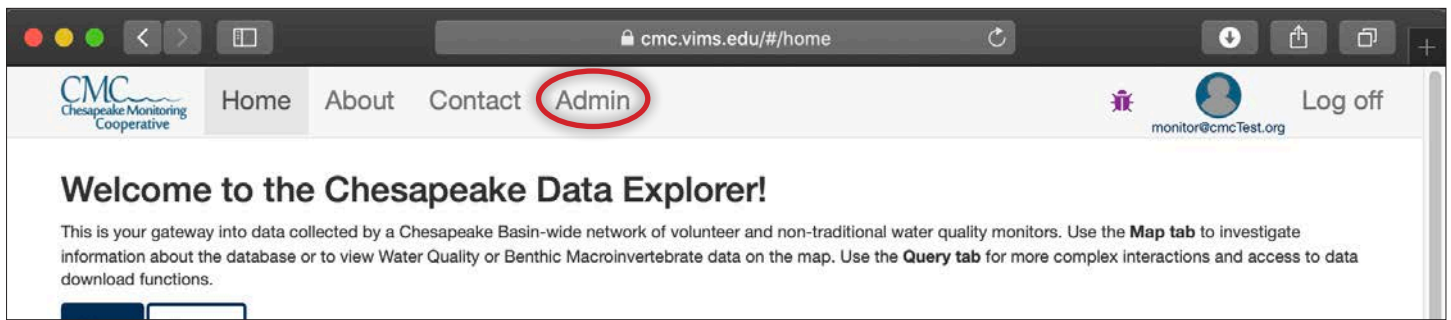 cmc.vims.edu/#/home
CMC
Chesapeake Monitoring
Cooperative
Home About Contact Admin
Log off
monitor@cmcTest.org
Welcome to the Chesapeake Data Explorer!
This is your gateway into data collected by a Chesapeake Basin-wide network of volunteer and non-traditional water quality monitors. Use the Map tab to investigate
information about the database or to view Water Quality or Benthic Macroinvertebrate data on the map. Use the Query tab for more complex interactions and access to data
download functions.